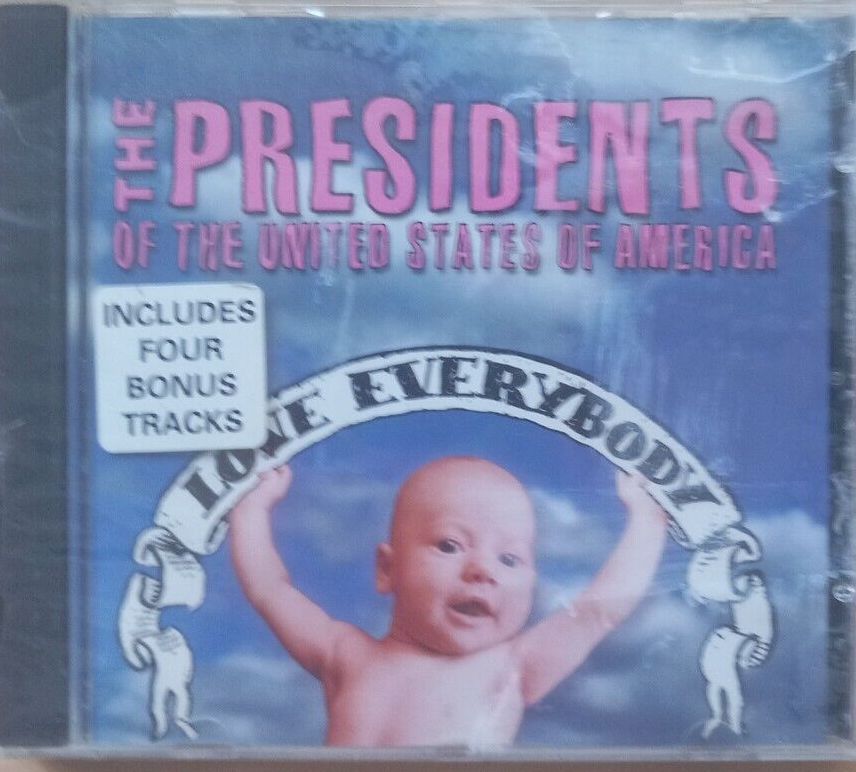 THE PRESIDENTS
OF THE UNITED STATES OF AMERICA
INCLUDES
FOUR
BONUS
TRACKS
LOVE EVERYBODY